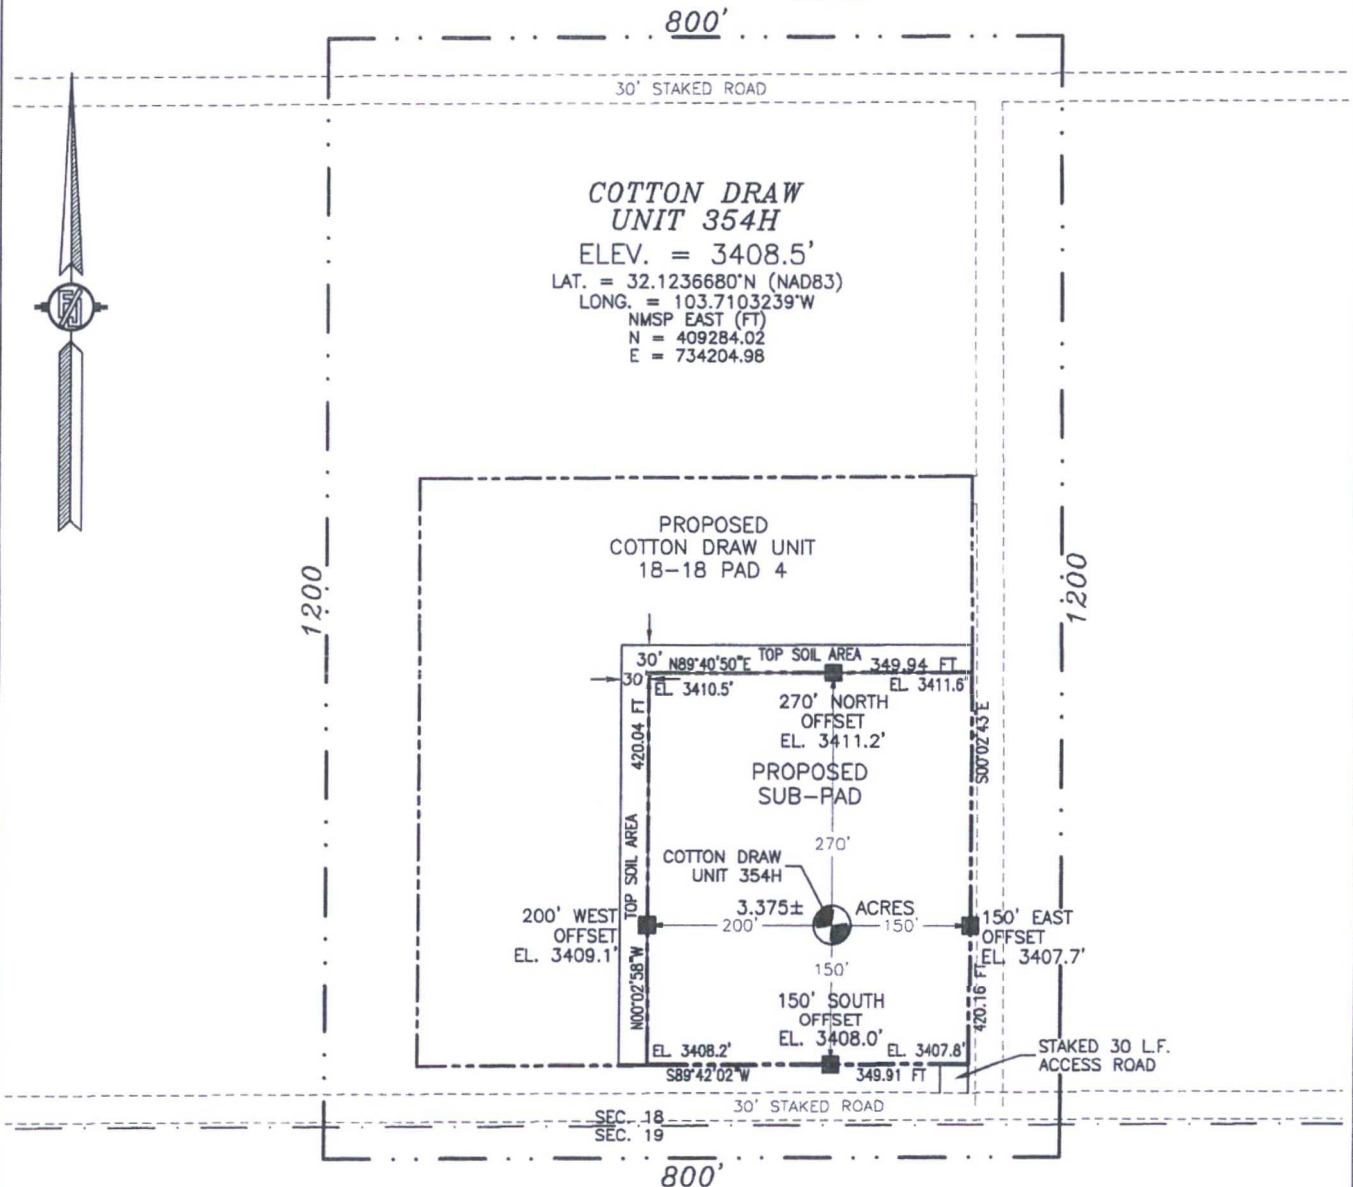 800'
30' STAKED ROAD
COTTON DRAW
UNIT 354H
ELEV. = 3408.5'
LAT. = 32.1236680°N (NAD83)
LONG. = 103.7103239°W
NMSP EAST (FT)
N = 409284.02
E = 734204.98
PROPOSED
COTTON DRAW UNIT
18-18 PAD 4
1200
1200
30'
N89°40'50"E
TOP SOIL AREA
349.94 FT
30'
EL. 3410.5'
EL. 3411.6'
420.04 FT
270' NORTH
OFFSET
EL. 3411.2'
S00°02'43"E
PROPOSED
SUB-PAD
270'
TOP SOIL AREA
COTTON DRAW
UNIT 354H
3.375± ACRES
200' WEST
OFFSET
EL. 3409.1'
200'
150'
150' EAST
OFFSET
EL. 3407.7'
150'
N00°02'58"W
420.16 FT
150' SOUTH
OFFSET
EL. 3408.0'
EL. 3408.2'
EL. 3407.8'
STAKED 30 L.F.
ACCESS ROAD
S89°42'02"W
349.91 FT
30' STAKED ROAD
SEC. 18
SEC. 19
800'